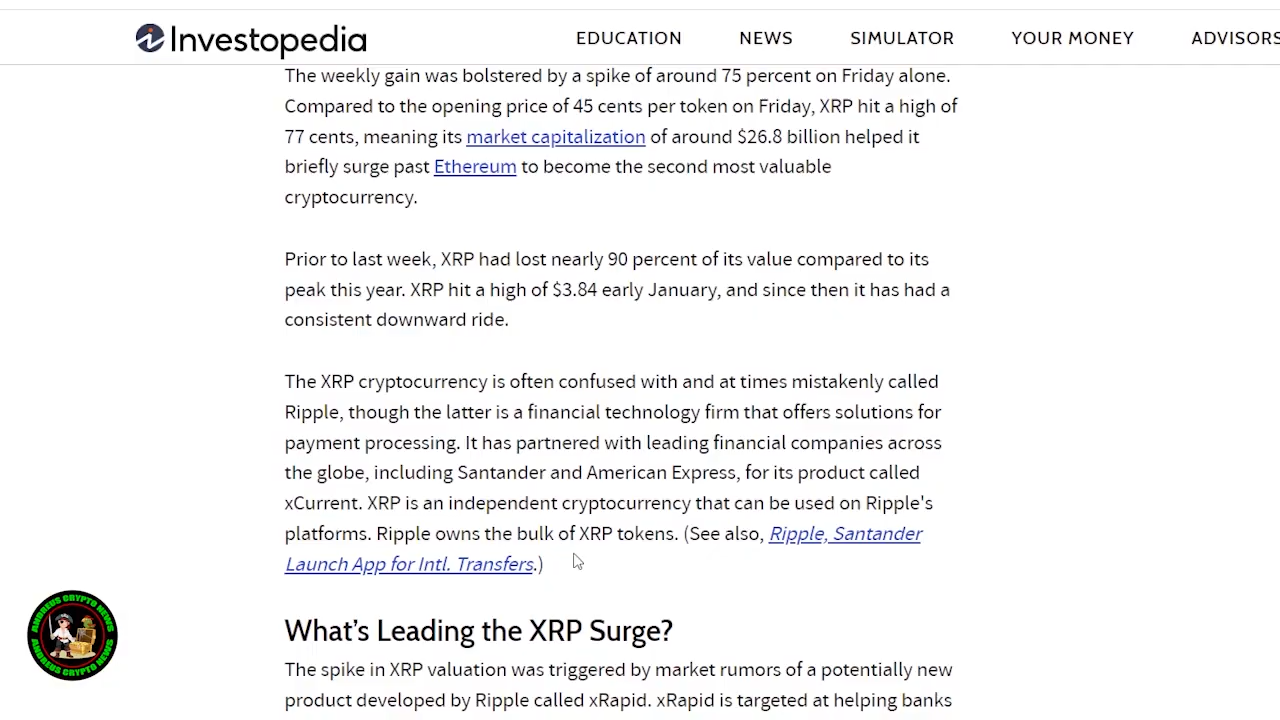 Investopedia
EDUCATION NEWS SIMULATOR YOUR MONEY ADVISORS
The weekly gain was bolstered by a spike of around 75 percent on Friday alone.
Compared to the opening price of 45 cents per token on Friday, XRP hit a high of
77 cents, meaning its market capitalization of around $26.8 billion helped it
briefly surge past Ethereum to become the second most valuable
cryptocurrency.
Prior to last week, XRP had lost nearly 90 percent of its value compared to its
peak this year. XRP hit a high of $3.84 early January, and since then it has had a
consistent downward ride.
The XRP cryptocurrency is often confused with and at times mistakenly called
Ripple, though the latter is a financial technology firm that offers solutions for
payment processing. It has partnered with leading financial companies across
the globe, including Santander and American Express, for its product called
xCurrent. XRP is an independent cryptocurrency that can be used on Ripple's
platforms. Ripple owns the bulk of XRP tokens. (See also, Ripple, Santander
Launch App for Intl. Transfers.)
What’s Leading the XRP Surge?
The spike in XRP valuation was triggered by market rumors of a potentially new
product developed by Ripple called xRapid. xRapid is targeted at helping banks
ANDREUS CRYPTO NEWS
ANDREUS CRYPTO NEWS